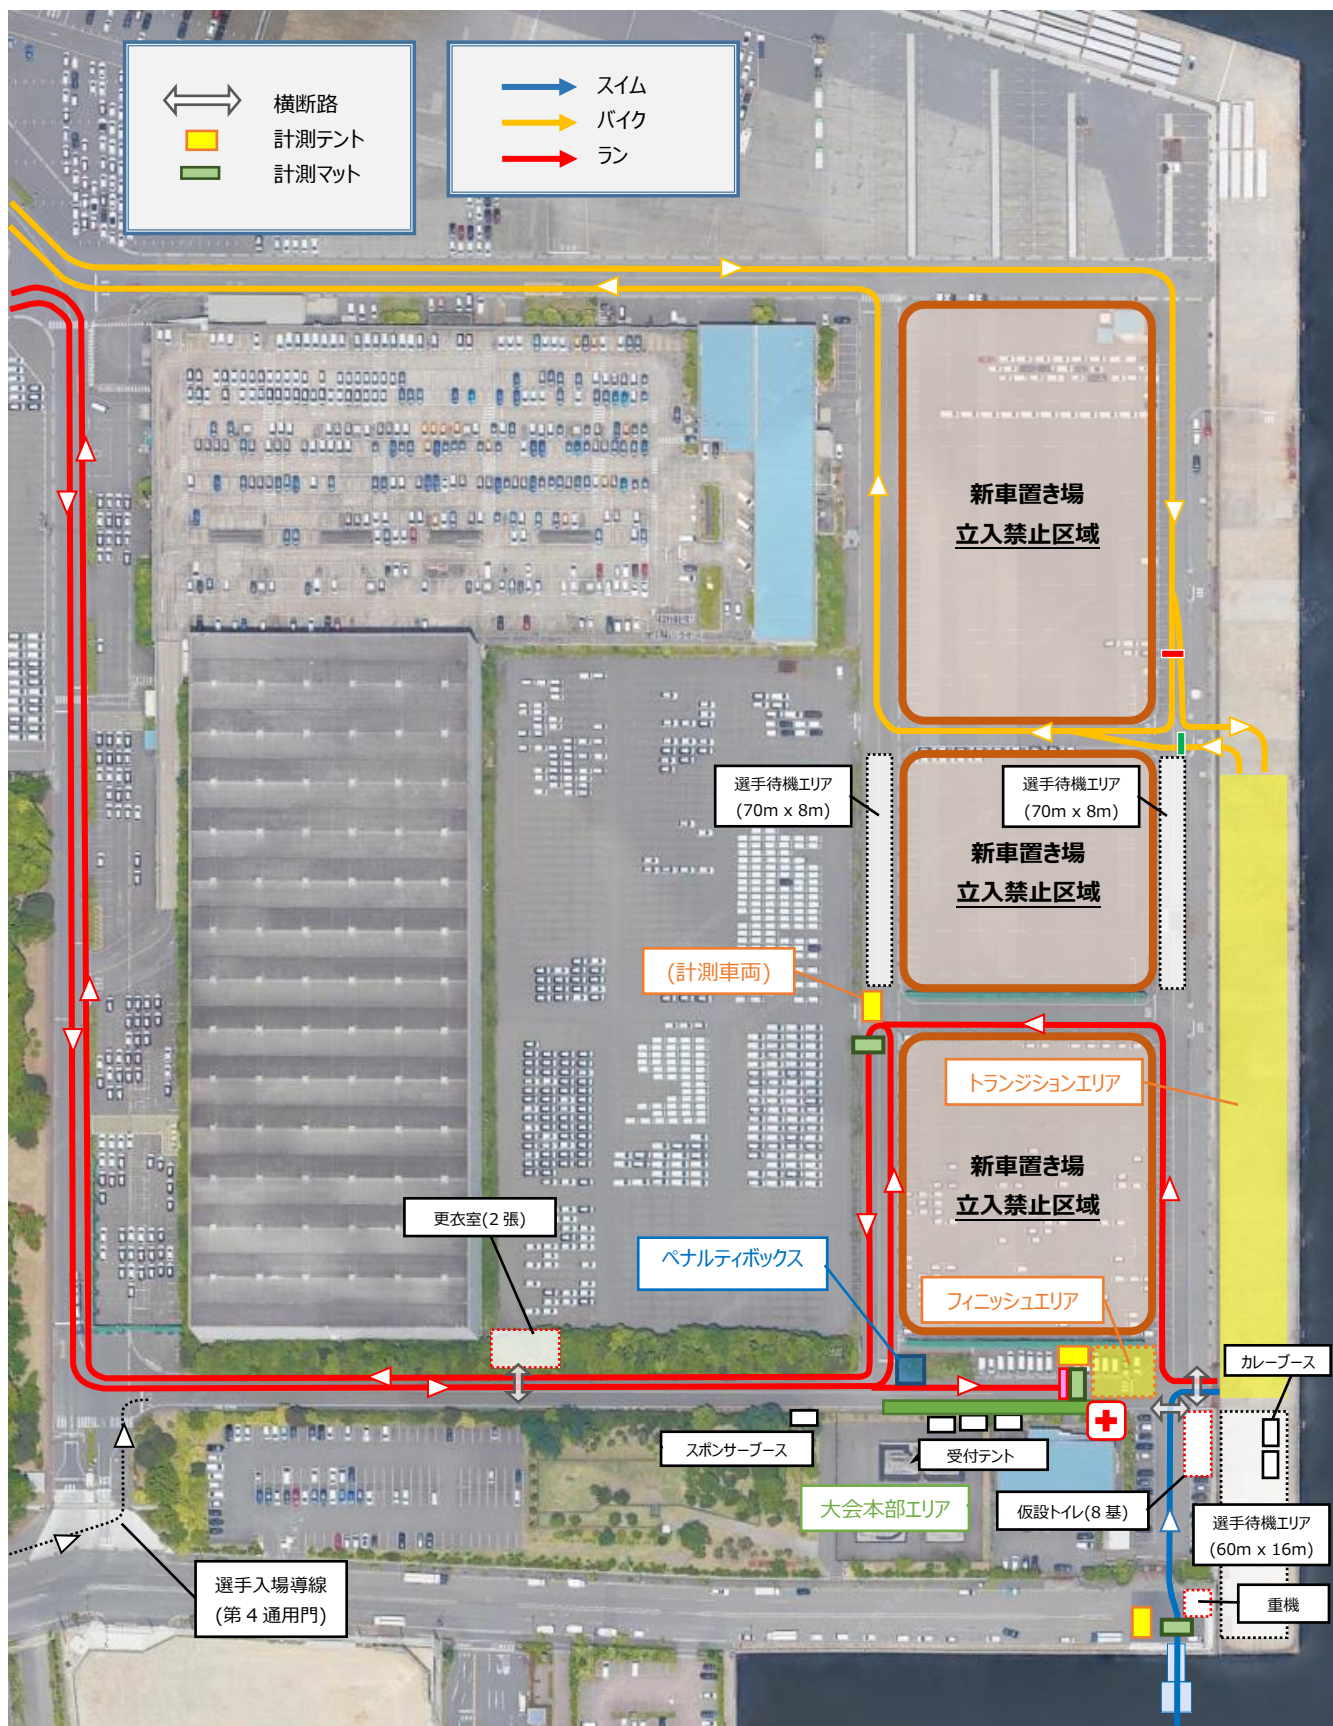 横断路
計測テント
計測マット
スイム
バイク
ラン
新車置き場
立入禁止区域
選手待機エリア
(70m x 8m)
選手待機エリア
(70m x 8m)
新車置き場
立入禁止区域
(計測車両)
トランジションエリア
新車置き場
立入禁止区域
更衣室(2 張)
ペナルティボックス
フィニッシュエリア
カレーブース
スポンサーブース
受付テント
大会本部エリア
仮設トイレ(8 基)
選手待機エリア
(60m x 16m)
選手入場導線
(第 4 通用門)
重機